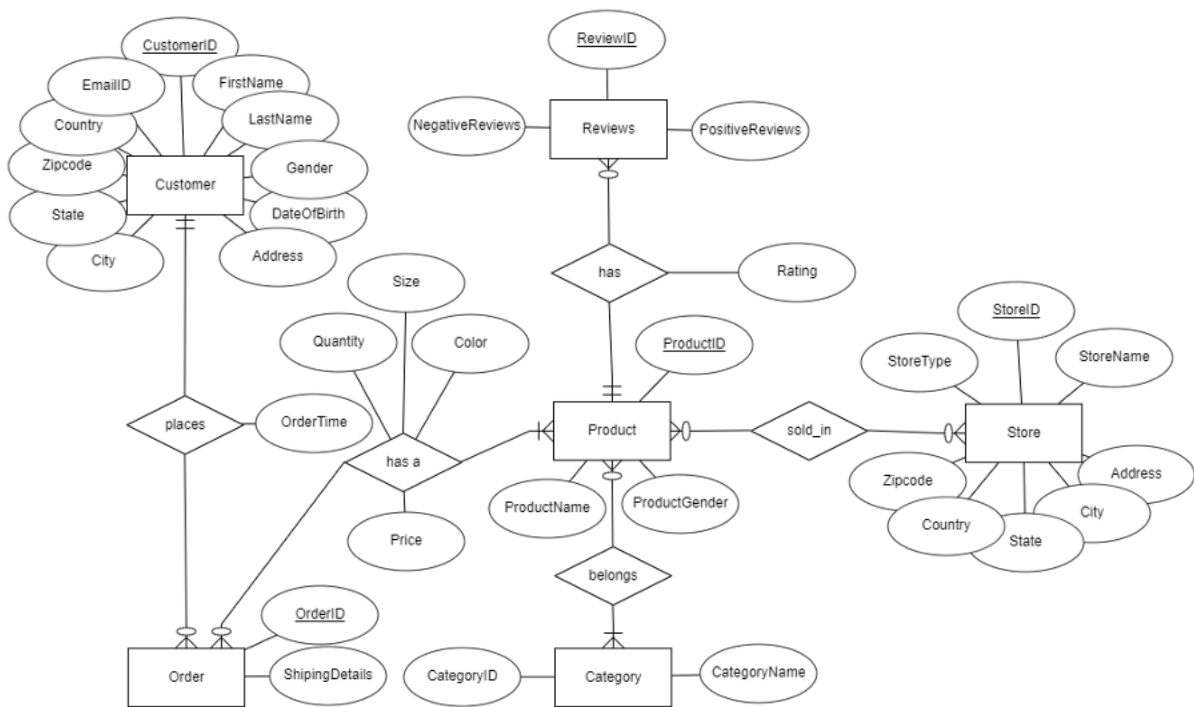 CustomerID
EmailID
FirstName
Country
LastName
Zipcode
Customer
Gender
State
DateOfBirth
City
Address
ReviewID
NegativeReviews
Reviews
PositiveReviews
has
Rating
Size
Quantity
Color
ProductID
StoreID
StoreType
StoreName
places
OrderTime
has a
Product
sold_in
Store
ProductName
ProductGender
Zipcode
Address
Country
City
State
Price
belongs
OrderID
Order
ShipingDetails
CategoryID
Category
CategoryName